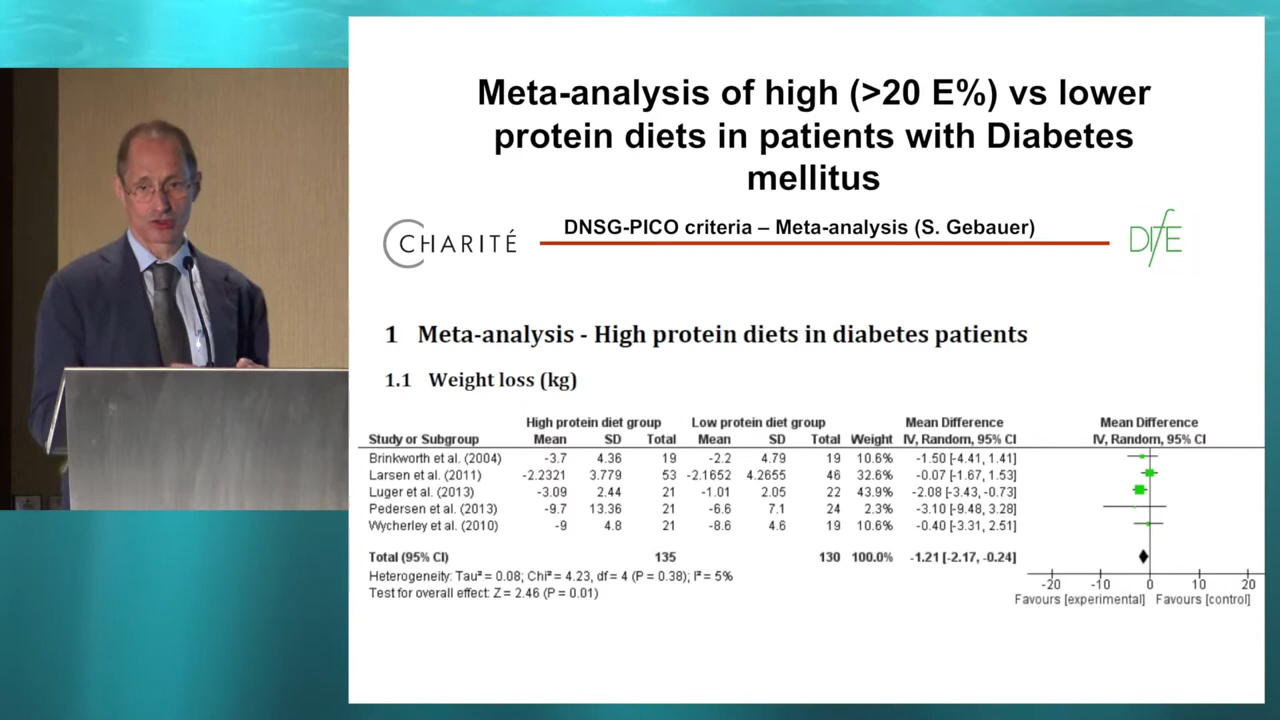 Meta-analysis of high (>20 E%) vs lower
protein diets in patients with Diabetes
mellitus
CHARITÉ
DNSG-PICO criteria – Meta-analysis (S. Gebauer)
DIfE
1 Meta-analysis - High protein diets in diabetes patients
1.1 Weight loss (kg)
High protein diet group Low protein diet group Mean Difference Mean Difference
Study or Subgroup Mean SD Total Mean SD Total Weight IV, Random, 95% CI IV, Random, 95% CI
Brinkworth et al. (2004) -3.7 4.36 19 -2.2 4.79 19 10.6% -1.50 [-4.41, 1.41]
Larsen et al. (2011) -2.2321 3.779 53 -2.1652 4.2655 46 32.6% -0.07 [-1.67, 1.53]
Luger et al. (2013) -3.09 2.44 21 -1.01 2.05 22 43.9% -2.08 [-3.43, -0.73]
Pedersen et al. (2013) -9.7 13.36 21 -6.6 7.1 24 2.3% -3.10 [-9.48, 3.28]
Wycherley et al. (2010) -9 4.8 21 -8.6 4.6 19 10.6% -0.40 [-3.31, 2.51]
Total (95% CI) 135 130 100.0% -1.21 [-2.17, -0.24]
Heterogeneity: Tau² = 0.08; Chi² = 4.23, df = 4 (P = 0.38); I² = 5%
Test for overall effect: Z = 2.46 (P = 0.01)
-20 -10 0 10 20
Favours [experimental] Favours [control]